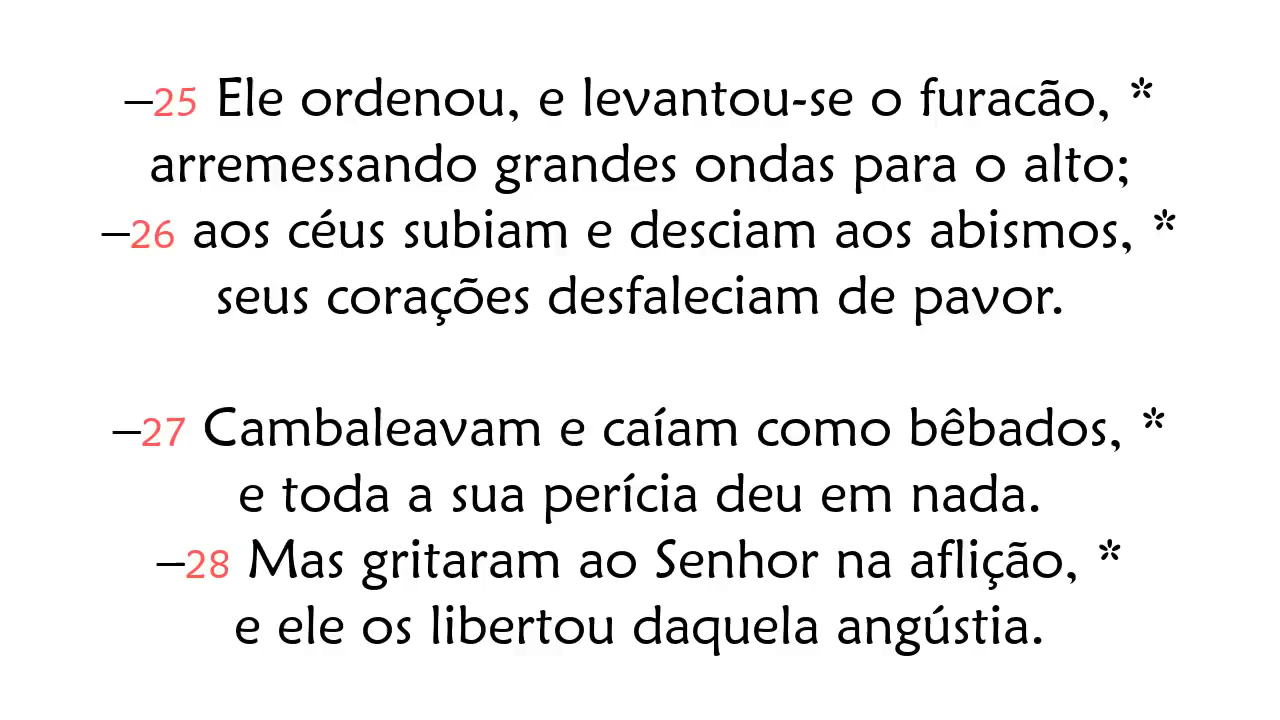 –25 Ele ordenou, e levantou-se o furacão, *
arremessando grandes ondas para o alto;
–26 aos céus subiam e desciam aos abismos, *
seus corações desfaleciam de pavor.
–27 Cambaleavam e caíam como bêbados, *
e toda a sua perícia deu em nada.
–28 Mas gritaram ao Senhor na aflição, *
e ele os libertou daquela angústia.